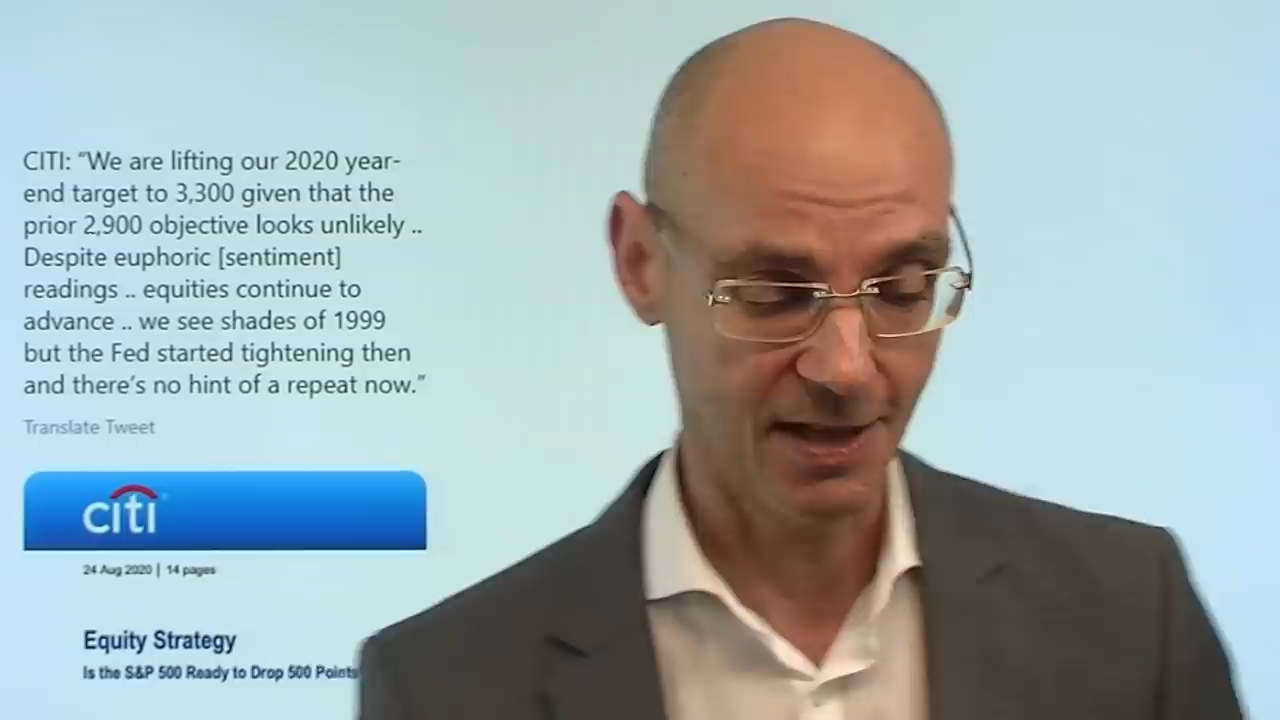 CITI: “We are lifting our 2020 year-
end target to 3,300 given that the
prior 2,900 objective looks unlikely ..
Despite euphoric [sentiment]
readings .. equities continue to
advance .. we see shades of 1999
but the Fed started tightening then
and there’s no hint of a repeat now.”
Translate Tweet
citi
24 Aug 2020 | 14 pages
Equity Strategy
Is the S&P 500 Ready to Drop 500 Points